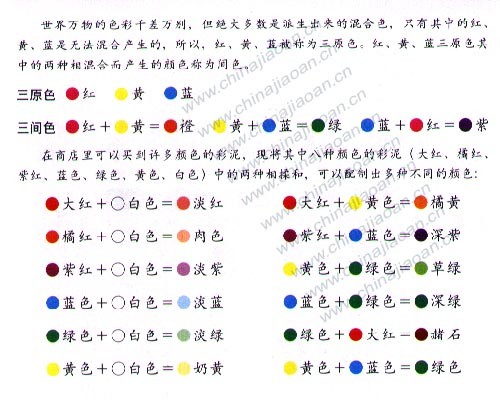 世界万物的色彩千差万别，但绝大多数是派生出来的混合色，只有其中的红、
黄、蓝是无法混合产生的，所以，红、黄、蓝被称为三原色。红、黄、蓝三原色其
中的两种相混合而产生的颜色称为间色。
三原色 红 黄 蓝
三间色 红+黄=橙 黄+蓝=绿 蓝+红=紫
在商店里可以买到许多颜色的彩泥，现将其中八种颜色的彩泥（大红、橘红、
紫红、蓝色、绿色、黄色、白色）中的两种相揉和，可以配制出多种不同的颜色：
大红+白色=淡红 大红+黄色=橘黄
橘红+白色=肉色 紫红+蓝色=深紫
紫红+白色=淡紫 黄色+绿色=草绿
蓝色+白色=淡蓝 蓝色+绿色=深绿
绿色+白色=淡绿 绿色+大红-赭石
黄色+白色=奶黄 黄色+蓝色=绿色
www.chinajiaoan.cn
www.chinajiaoan.cn
www.chinajiaoan.cn
www.chinajiaoan.cn